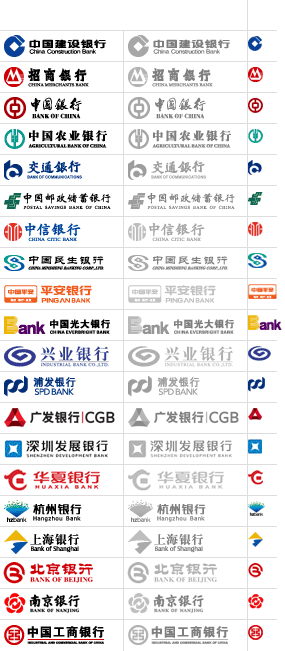 中国建设银行 中国建设银行
China Construction Bank China Construction Bank
招商银行 招商银行
CHINA MERCHANTS BANK CHINA MERCHANTS BANK
中国银行 中国银行
BANK OF CHINA BANK OF CHINA
中国农业银行 中国农业银行
AGRICULTURAL BANK OF CHINA AGRICULTURAL BANK OF CHINA
交通银行 交通银行
BANK OF COMMUNICATIONS BANK OF COMMUNICATIONS
中国邮政储蓄银行 中国邮政储蓄银行
POSTAL SAVINGS BANK OF CHINA POSTAL SAVINGS BANK OF CHINA
中信银行 中信银行
CHINA CITIC BANK CHINA CITIC BANK
中国民生银行 中国民生银行
CHINA MINSHENG BANKING CORP.,LTD. CHINA MINSHENG BANKING CORP.,LTD.
中国平安 平安银行 中国平安 平安银行 中国平安
PINGAN BANK PINGAN BANK
Bank 中国光大银行 Bank 中国光大银行 Bank
CHINA EVERBRIGHT BANK CHINA EVERBRIGHT BANK
兴业银行 兴业银行
INDUSTRIAL BANK CO.,LTD. INDUSTRIAL BANK CO.,LTD.
浦发银行 浦发银行
SPD BANK SPD BANK
广发银行|CGB 广发银行|CGB
深圳发展银行 深圳发展银行
SHENZHEN DEVELOPMENT BANK SHENZHEN DEVELOPMENT BANK
华夏银行 华夏银行
HUAXIA BANK HUAXIA BANK
杭州银行 杭州银行
hzbank Hangzhou Bank hzbank Hangzhou Bank hzbank
上海银行 上海银行
Bank of Shanghai Bank of Shanghai
北京银行 北京银行
BANK OF BEIJING BANK OF BEIJING
南京银行 南京银行
BANK OF NANJING BANK OF NANJING
中国工商银行 中国工商银行
INDUSTRIAL AND COMMERCIAL BANK OF CHINA INDUSTRIAL AND COMMERCIAL BANK OF CHINA